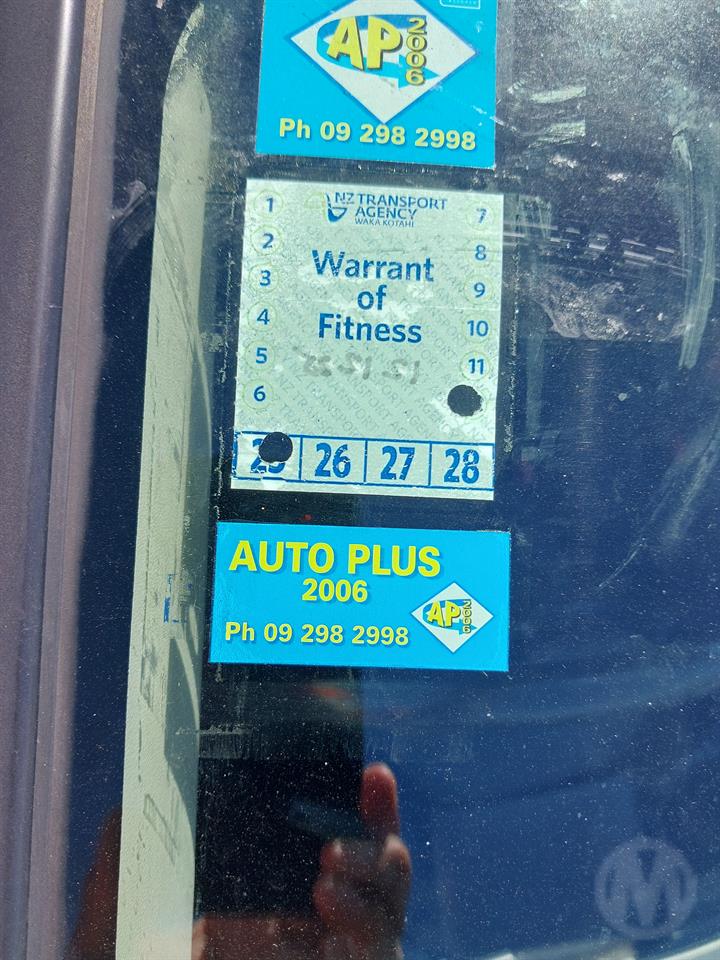 AP
2006
Ph 09 298 2998
NZ TRANSPORT
AGENCY
WAKA KOTAHI
1
2
3
4
5
6
7
8
9
10
11
Warrant
of
Fitness
25 26 27 28
AUTO PLUS
2006
AP
2006
Ph 09 298 2998
M